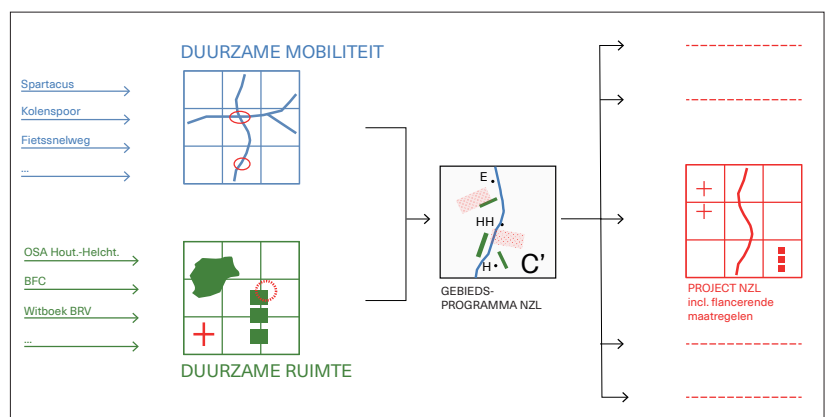 DUURZAME MOBILITEIT
Spartacus
Kolenspoor
Fietssnelweg
...
OSA Hout.-Helcht.
BFC
Witboek BRV
...
DUURZAME RUIMTE
E
HH
H
C'
GEBIEDS-
PROGRAMMA NZL
PROJECT NZL
incl. flancerende
maatregelen